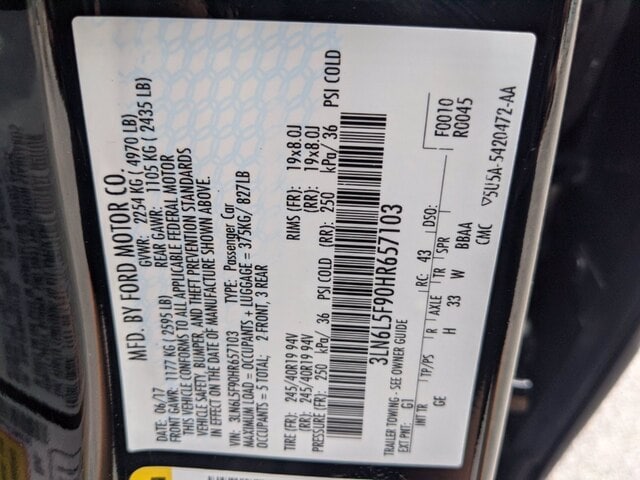 MFD. BY FORD MOTOR CO.
DATE: 06/17 GVWR: 2254 KG ( 4970 LB)
FRONT GAWR: 1177 KG ( 2595 LB) REAR GAWR: 1105 KG ( 2435 LB)
THIS VEHICLE CONFORMS TO ALL APPLICABLE FEDERAL MOTOR
VEHICLE SAFETY, BUMPER, AND THEFT PREVENTION STANDARDS
IN EFFECT ON THE DATE OF MANUFACTURE SHOWN ABOVE.
VIN: 3LN6L5F90HR657103 TYPE: Passenger Car
MAXIMUM LOAD = OCCUPANTS + LUGGAGE = 375KG/ 827LB
OCCUPANTS = 5 TOTAL; 2 FRONT, 3 REAR
TIRE (FR): 245/40R19 94V RIMS (FR): 19x8.0J
(RR): 245/40R19 94V (RR): 19x8.0J
PRESSURE (FR): 250 kPa/ 36 PSI COLD (RR): 250 kPa/ 36 PSI COLD
3LN6L5F90HR657103
TRAILER TOWING - SEE OWNER GUIDE
EXT PNT: G1 RC: 43 DSO: F0010
R0045
INT TR TP/PS R AXLE TR SPR
GE H 33 W BBAA
CMC ▽5U5A-5420472-AA